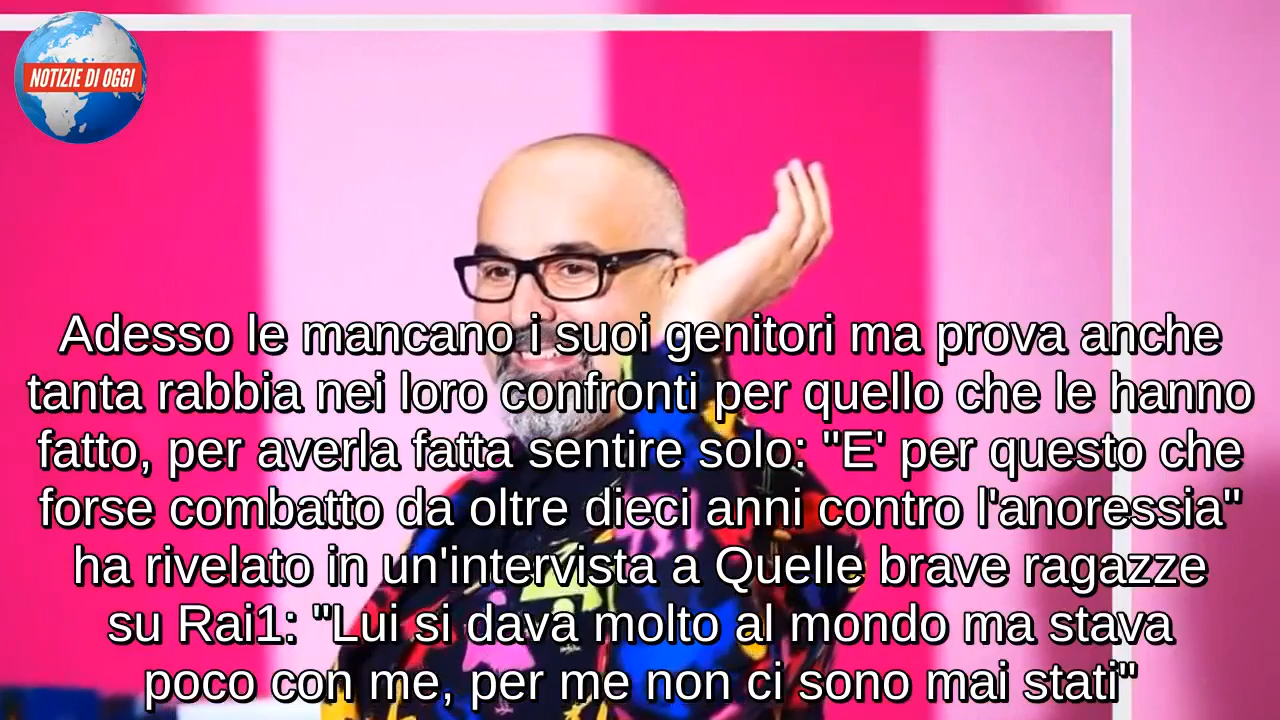 NOTIZIE DI OGGI
Adesso le mancano i suoi genitori ma prova anche
tanta rabbia nei loro confronti per quello che le hanno
fatto, per averla fatta sentire solo: "E' per questo che
forse combatto da oltre dieci anni contro l'anoressia"
ha rivelato in un'intervista a Quelle brave ragazze
su Rai1: "Lui si dava molto al mondo ma stava
poco con me, per me non ci sono mai stati"